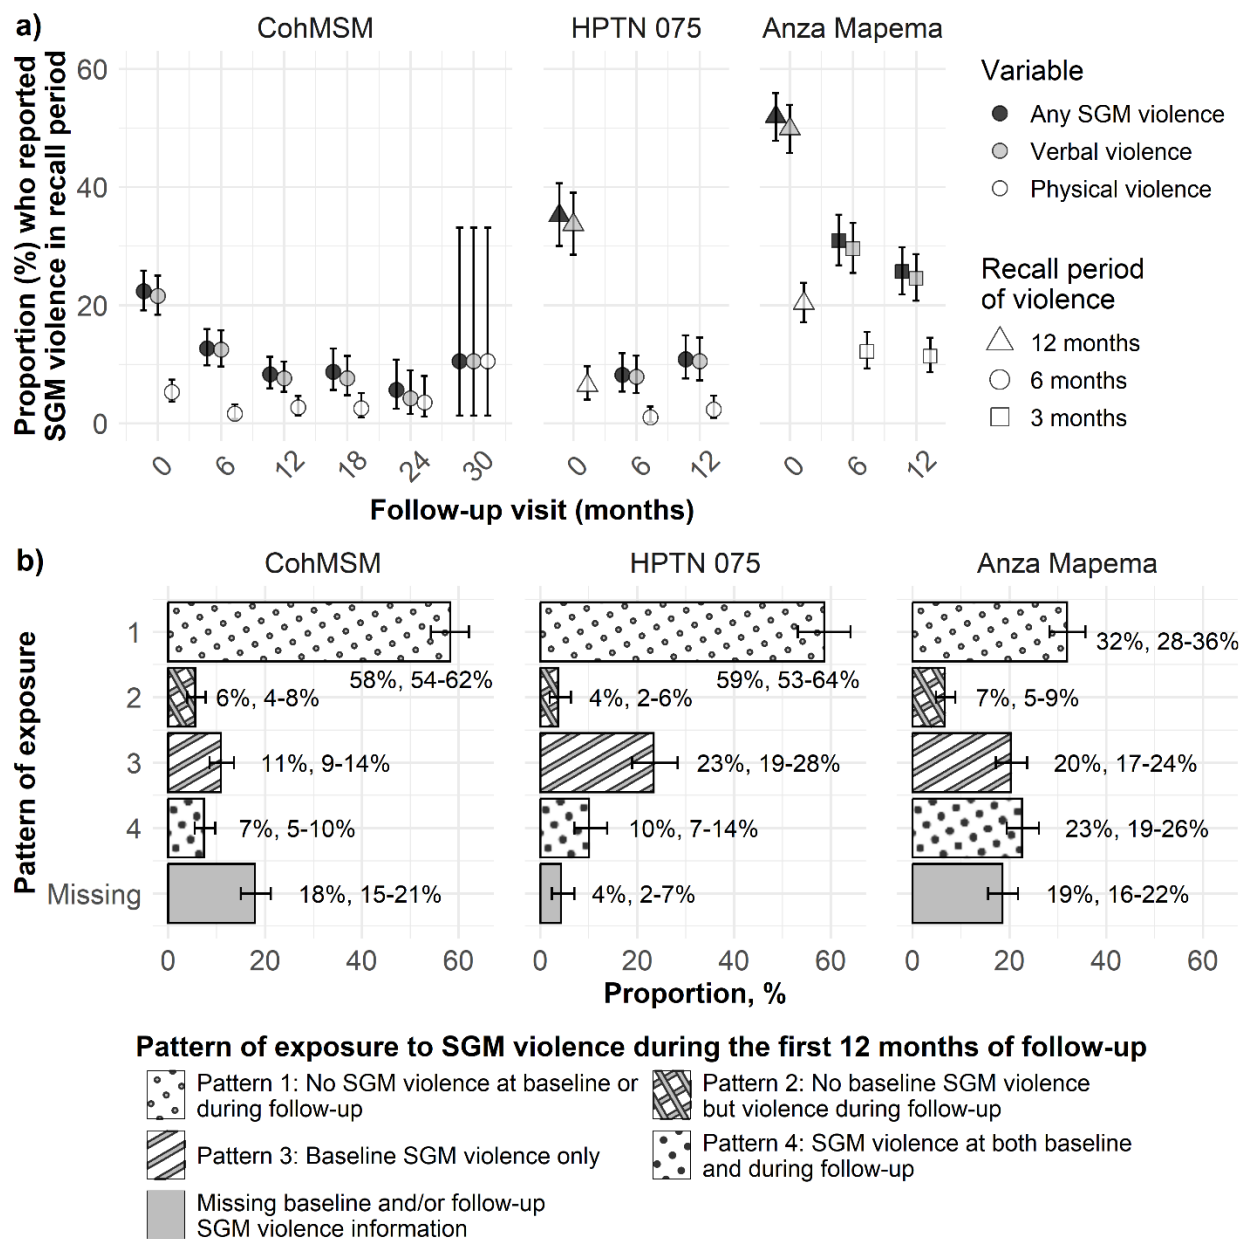 a)
CohMSM
HPTN 075
Anza Mapema
Proportion (%) who reported
SGM violence in recall period
60
40
20
0
0
6
12
18
24
30
0
6
12
0
6
12
Follow-up visit (months)
Variable
Any SGM violence
Verbal violence
Physical violence
Recall period
of violence
12 months
6 months
3 months
b)
CohMSM
HPTN 075
Anza Mapema
Pattern of exposure
1
2
3
4
Missing
58%, 54-62%
6%, 4-8%
11%, 9-14%
7%, 5-10%
18%, 15-21%
59%, 53-64%
4%, 2-6%
23%, 19-28%
10%, 7-14%
4%, 2-7%
32%, 28-36%
7%, 5-9%
20%, 17-24%
23%, 19-26%
19%, 16-22%
0 20 40 60
0 20 40 60
0 20 40 60
Proportion, %
Pattern of exposure to SGM violence during the first 12 months of follow-up
Pattern 1: No SGM violence at baseline or
during follow-up
Pattern 2: No baseline SGM violence
but violence during follow-up
Pattern 3: Baseline SGM violence only
Pattern 4: SGM violence at both baseline
and during follow-up
Missing baseline and/or follow-up
SGM violence information